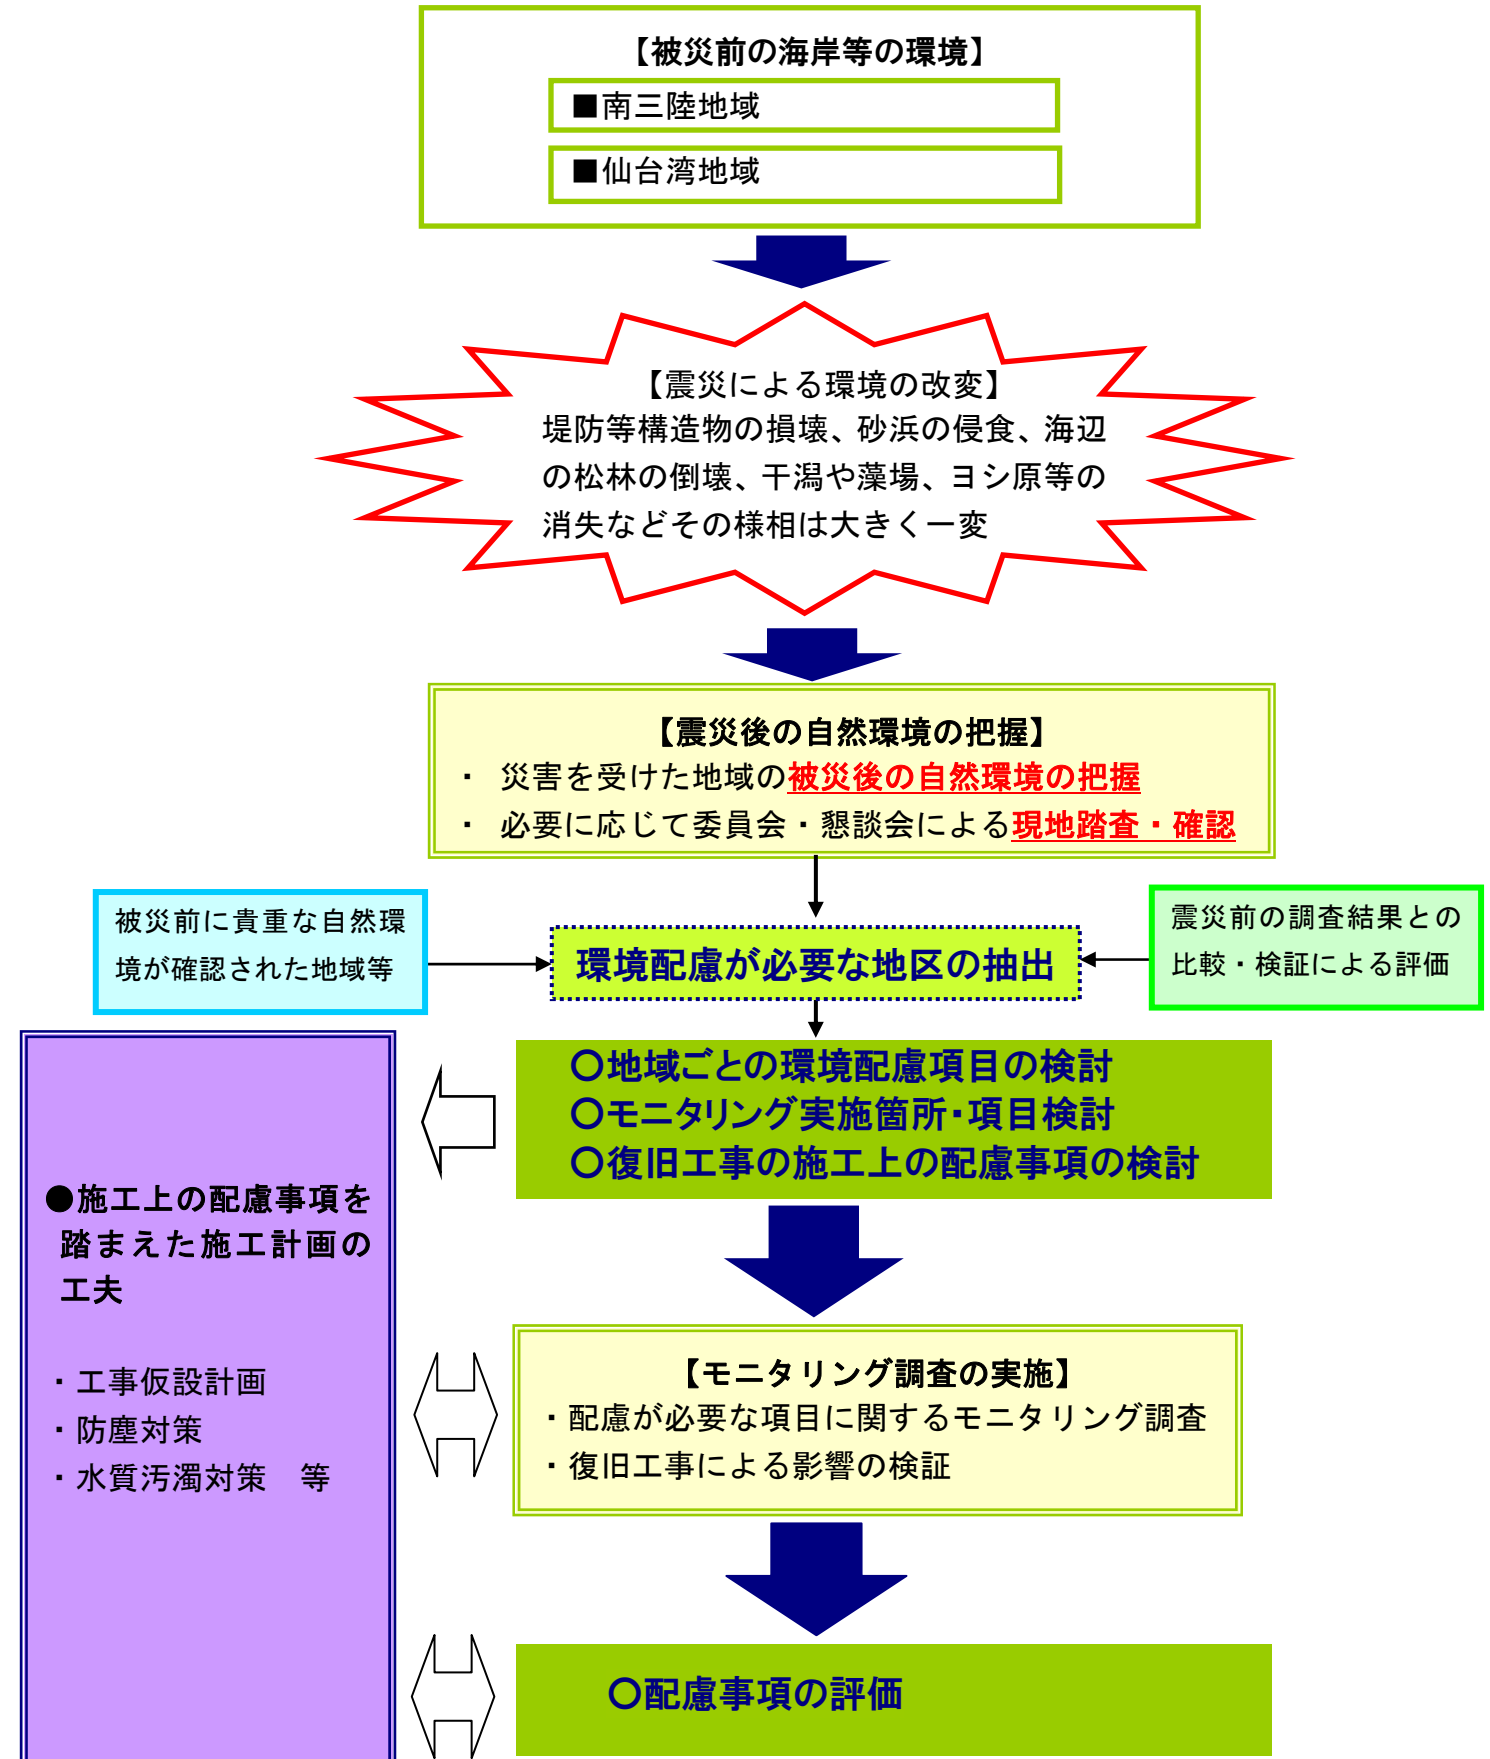 【被災前の海岸等の環境】
■南三陸地域
■仙台湾地域
【震災による環境の改変】
堤防等構造物の損壊、砂浜の侵食、海辺
の松林の倒壊、干潟や藻場、ヨシ原等の
消失などその様相は大きく一変
【震災後の自然環境の把握】
・ 災害を受けた地域の被災後の自然環境の把握
・ 必要に応じて委員会・懇談会による現地踏査・確認
被災前に貴重な自然環
境が確認された地域等
環境配慮が必要な地区の抽出
震災前の調査結果との
比較・検証による評価
○地域ごとの環境配慮項目の検討
○モニタリング実施箇所・項目検討
○復旧工事の施工上の配慮事項の検討
●施工上の配慮事項を
踏まえた施工計画の
工夫
・工事仮設計画
・防塵対策
・水質汚濁対策　等
【モニタリング調査の実施】
・配慮が必要な項目に関するモニタリング調査
・復旧工事による影響の検証
○配慮事項の評価